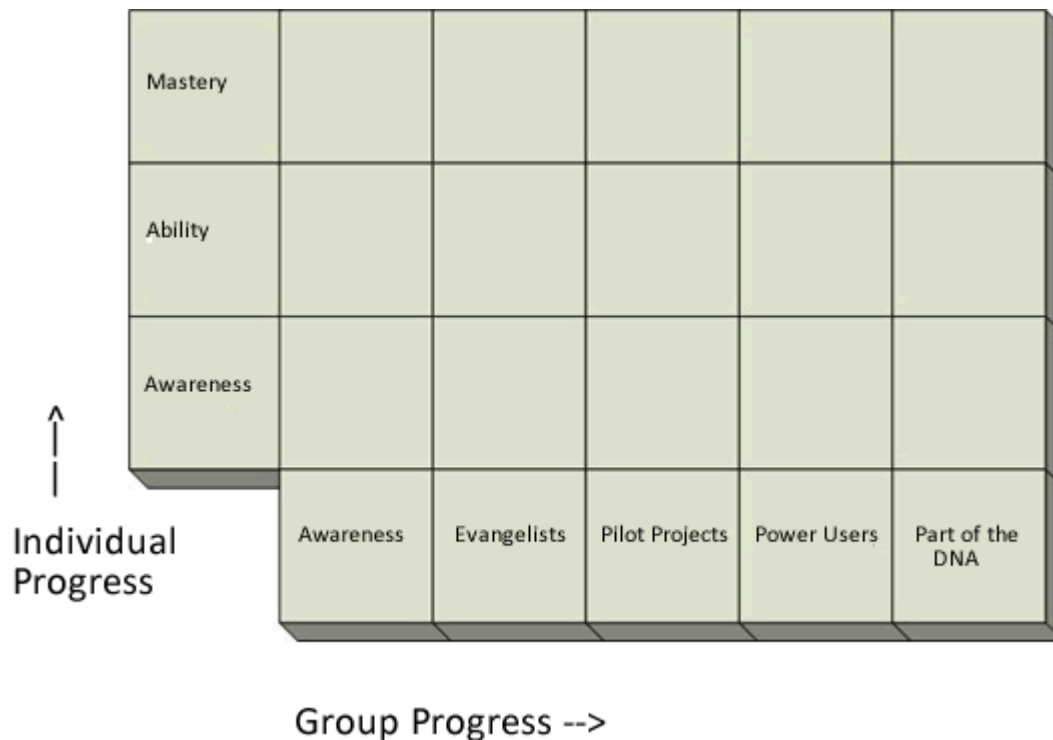 Mastery
Ability
Awareness
^
|
|
Individual
Progress
Awareness
Evangelists
Pilot Projects
Power Users
Part of the
DNA
Group Progress -->